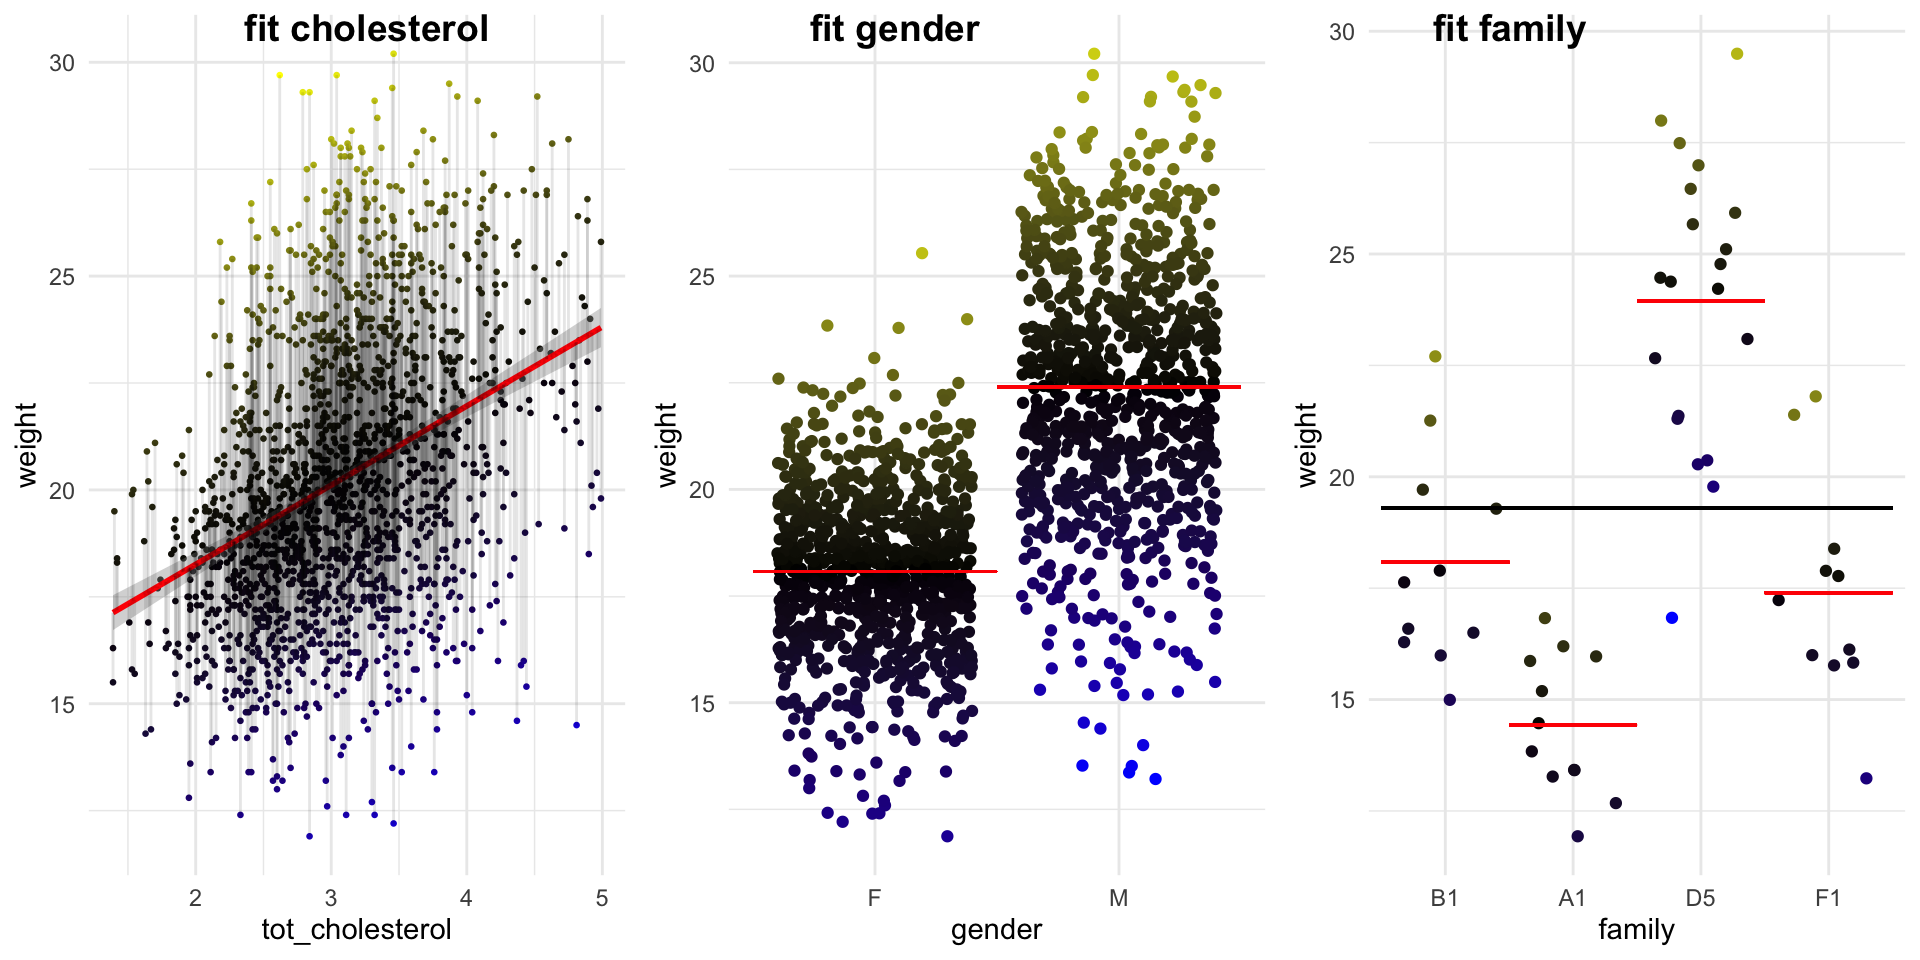 fit cholesterol
weight
30
25
20
15
2 3 4 5
tot_cholesterol
fit gender
weight
30
25
20
15
F M
gender
fit family
weight
30
25
20
15
B1 A1 D5 F1
family